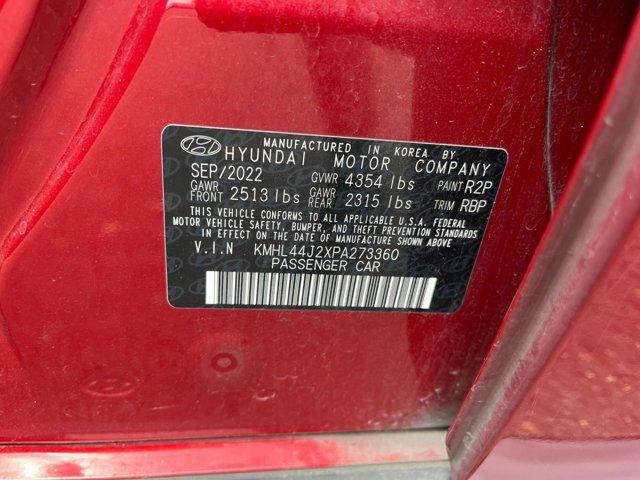 MANUFACTURED IN KOREA BY
HYUNDAI MOTOR COMPANY
SEP/2022 GVWR 4354 lbs PAINT R2P
GAWR FRONT 2513 lbs GAWR REAR 2315 lbs TRIM RBP
THIS VEHICLE CONFORMS TO ALL APPLICABLE U.S.A. FEDERAL
MOTOR VEHICLE SAFETY, BUMPER, AND THEFT PREVENTION STANDARDS
IN EFFECT ON THE DATE OF MANUFACTURE SHOWN ABOVE.
V.I.N KMHL44J2XPA273360
PASSENGER CAR